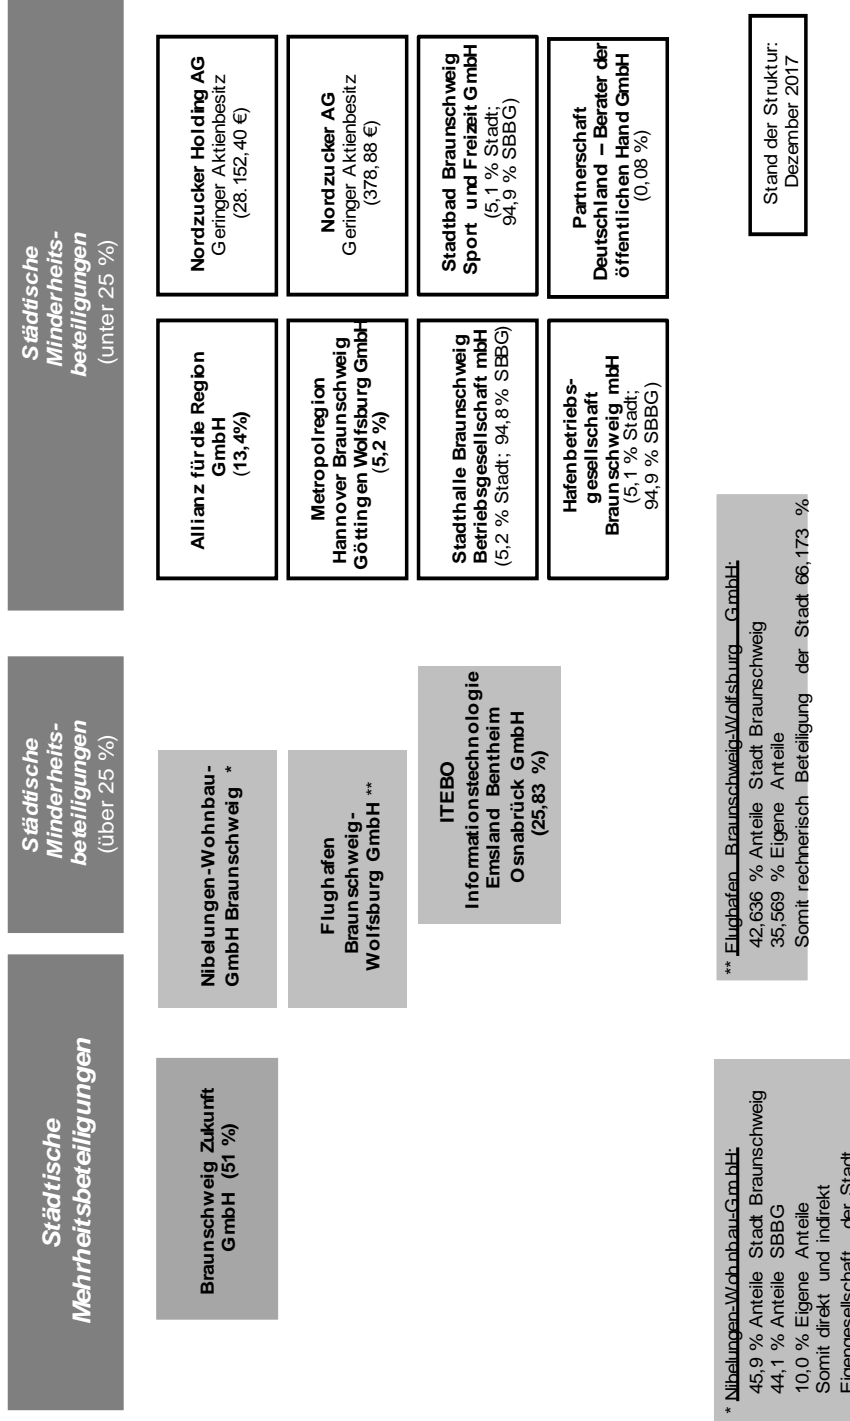 Städtische
Mehrheitsbeteiligungen
Braunschweig Zukunft
GmbH (51 %)
Städtische
Minderheits-
beteiligungen
(über 25 %)
Nibelungen-Wohnbau-
GmbH Braunschweig *
Flughafen
Braunschweig-
Wolfsburg GmbH **
ITEBO
Informationstechnologie
Emsland Bentheim
Osnabrück GmbH
(25,83 %)
Städtische
Minderheits-
beteiligungen
(unter 25 %)
Allianz für die Region
GmbH
(13,4%)
Nordzucker Holding AG
Geringer Aktienbesitz
(28.152,40 €)
Metropolregion
Hannover Braunschweig
Göttingen Wolfsburg GmbH
(5,2 %)
Nordzucker AG
Geringer Aktienbesitz
(378,88 €)
Stadthalle Braunschweig
Betriebsgesellschaft mbH
(5,2 % Stadt; 94,8% SBBG)
Stadtbad Braunschweig
Sport und Freizeit GmbH
(5,1 % Stadt;
94,9 % SBBG)
Hafenbetriebs-
gesellschaft
Braunschweig mbH
(5,1 % Stadt;
94,9 % SBBG)
Partnerschaft
Deutschland – Berater der
öffentlichen Hand GmbH
(0,08 %)
* Nibelungen-Wohnbau-GmbH:
45,9 % Anteile Stadt Braunschweig
44,1 % Anteile SBBG
10,0 % Eigene Anteile
Somit direkt und indirekt
Eigengesellschaft der Stadt
** Flughafen Braunschweig-Wolfsburg GmbH:
42,636 % Anteile Stadt Braunschweig
35,569 % Eigene Anteile
Somit rechnerisch Beteiligung der Stadt 66,173 %
Stand der Struktur:
Dezember 2017